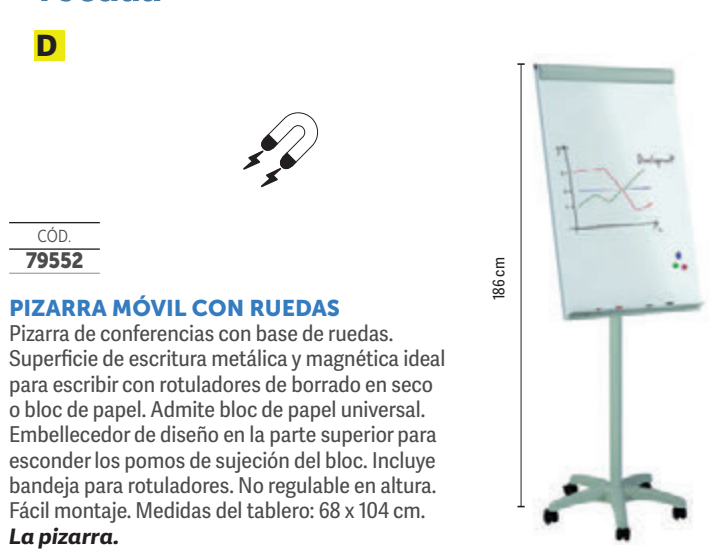 D
CÓD.
79552
PIZARRA MÓVIL CON RUEDAS
Pizarra de conferencias con base de ruedas.
Superficie de escritura metálica y magnética ideal
para escribir con rotuladores de borrado en seco
o bloc de papel. Admite bloc de papel universal.
Embellecedor de diseño en la parte superior para
esconder los pomos de sujeción del bloc. Incluye
bandeja para rotuladores. No regulable en altura.
Fácil montaje. Medidas del tablero: 68 x 104 cm.
La pizarra.
186 cm
Development